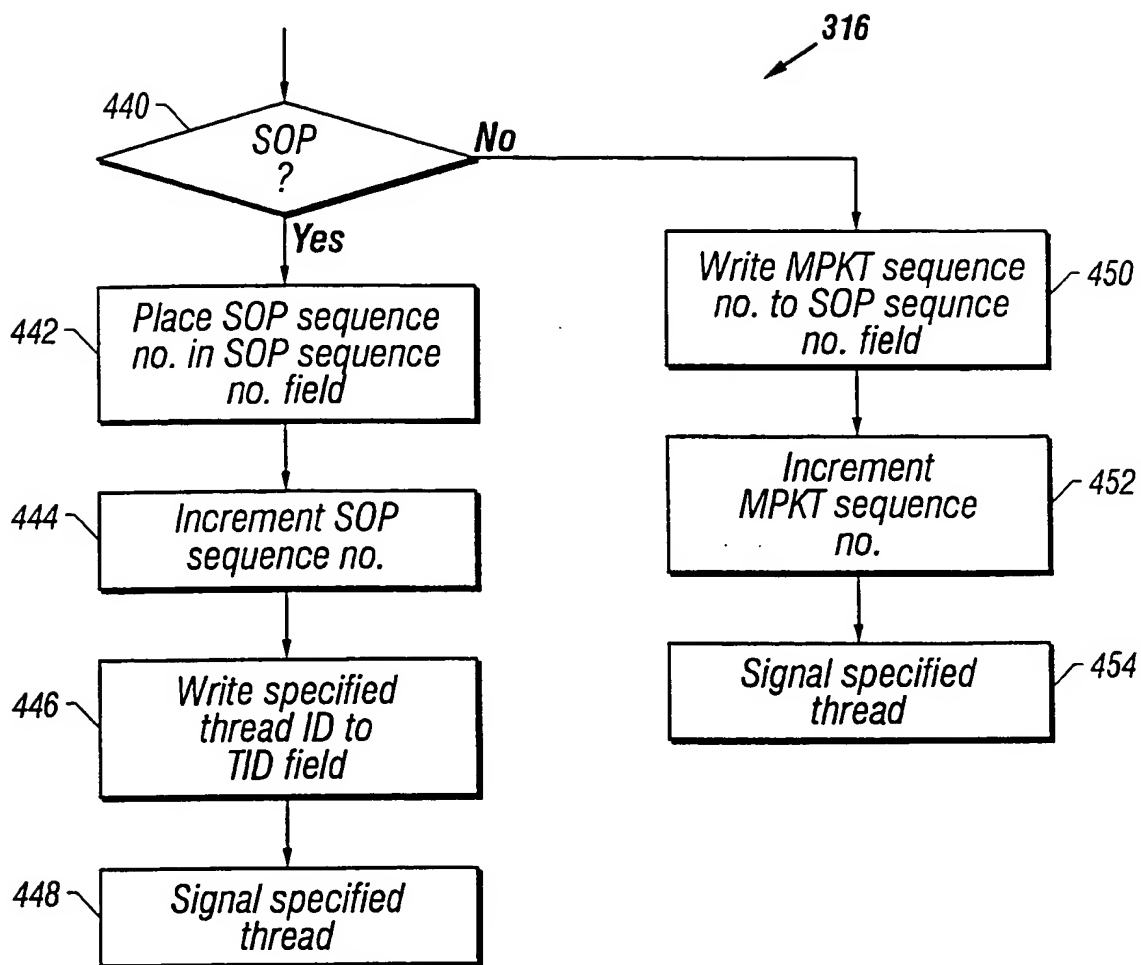 316
440
SOP
?
No
Yes
442
Place SOP sequence
no. in SOP sequence
no. field
444
Increment SOP
sequence no.
446
Write specified
thread ID to
TID field
448
Signal specified
thread
Write MPKT sequence
no. to SOP sequnce
no. field
450
Increment
MPKT sequence
no.
452
Signal specified
thread
454